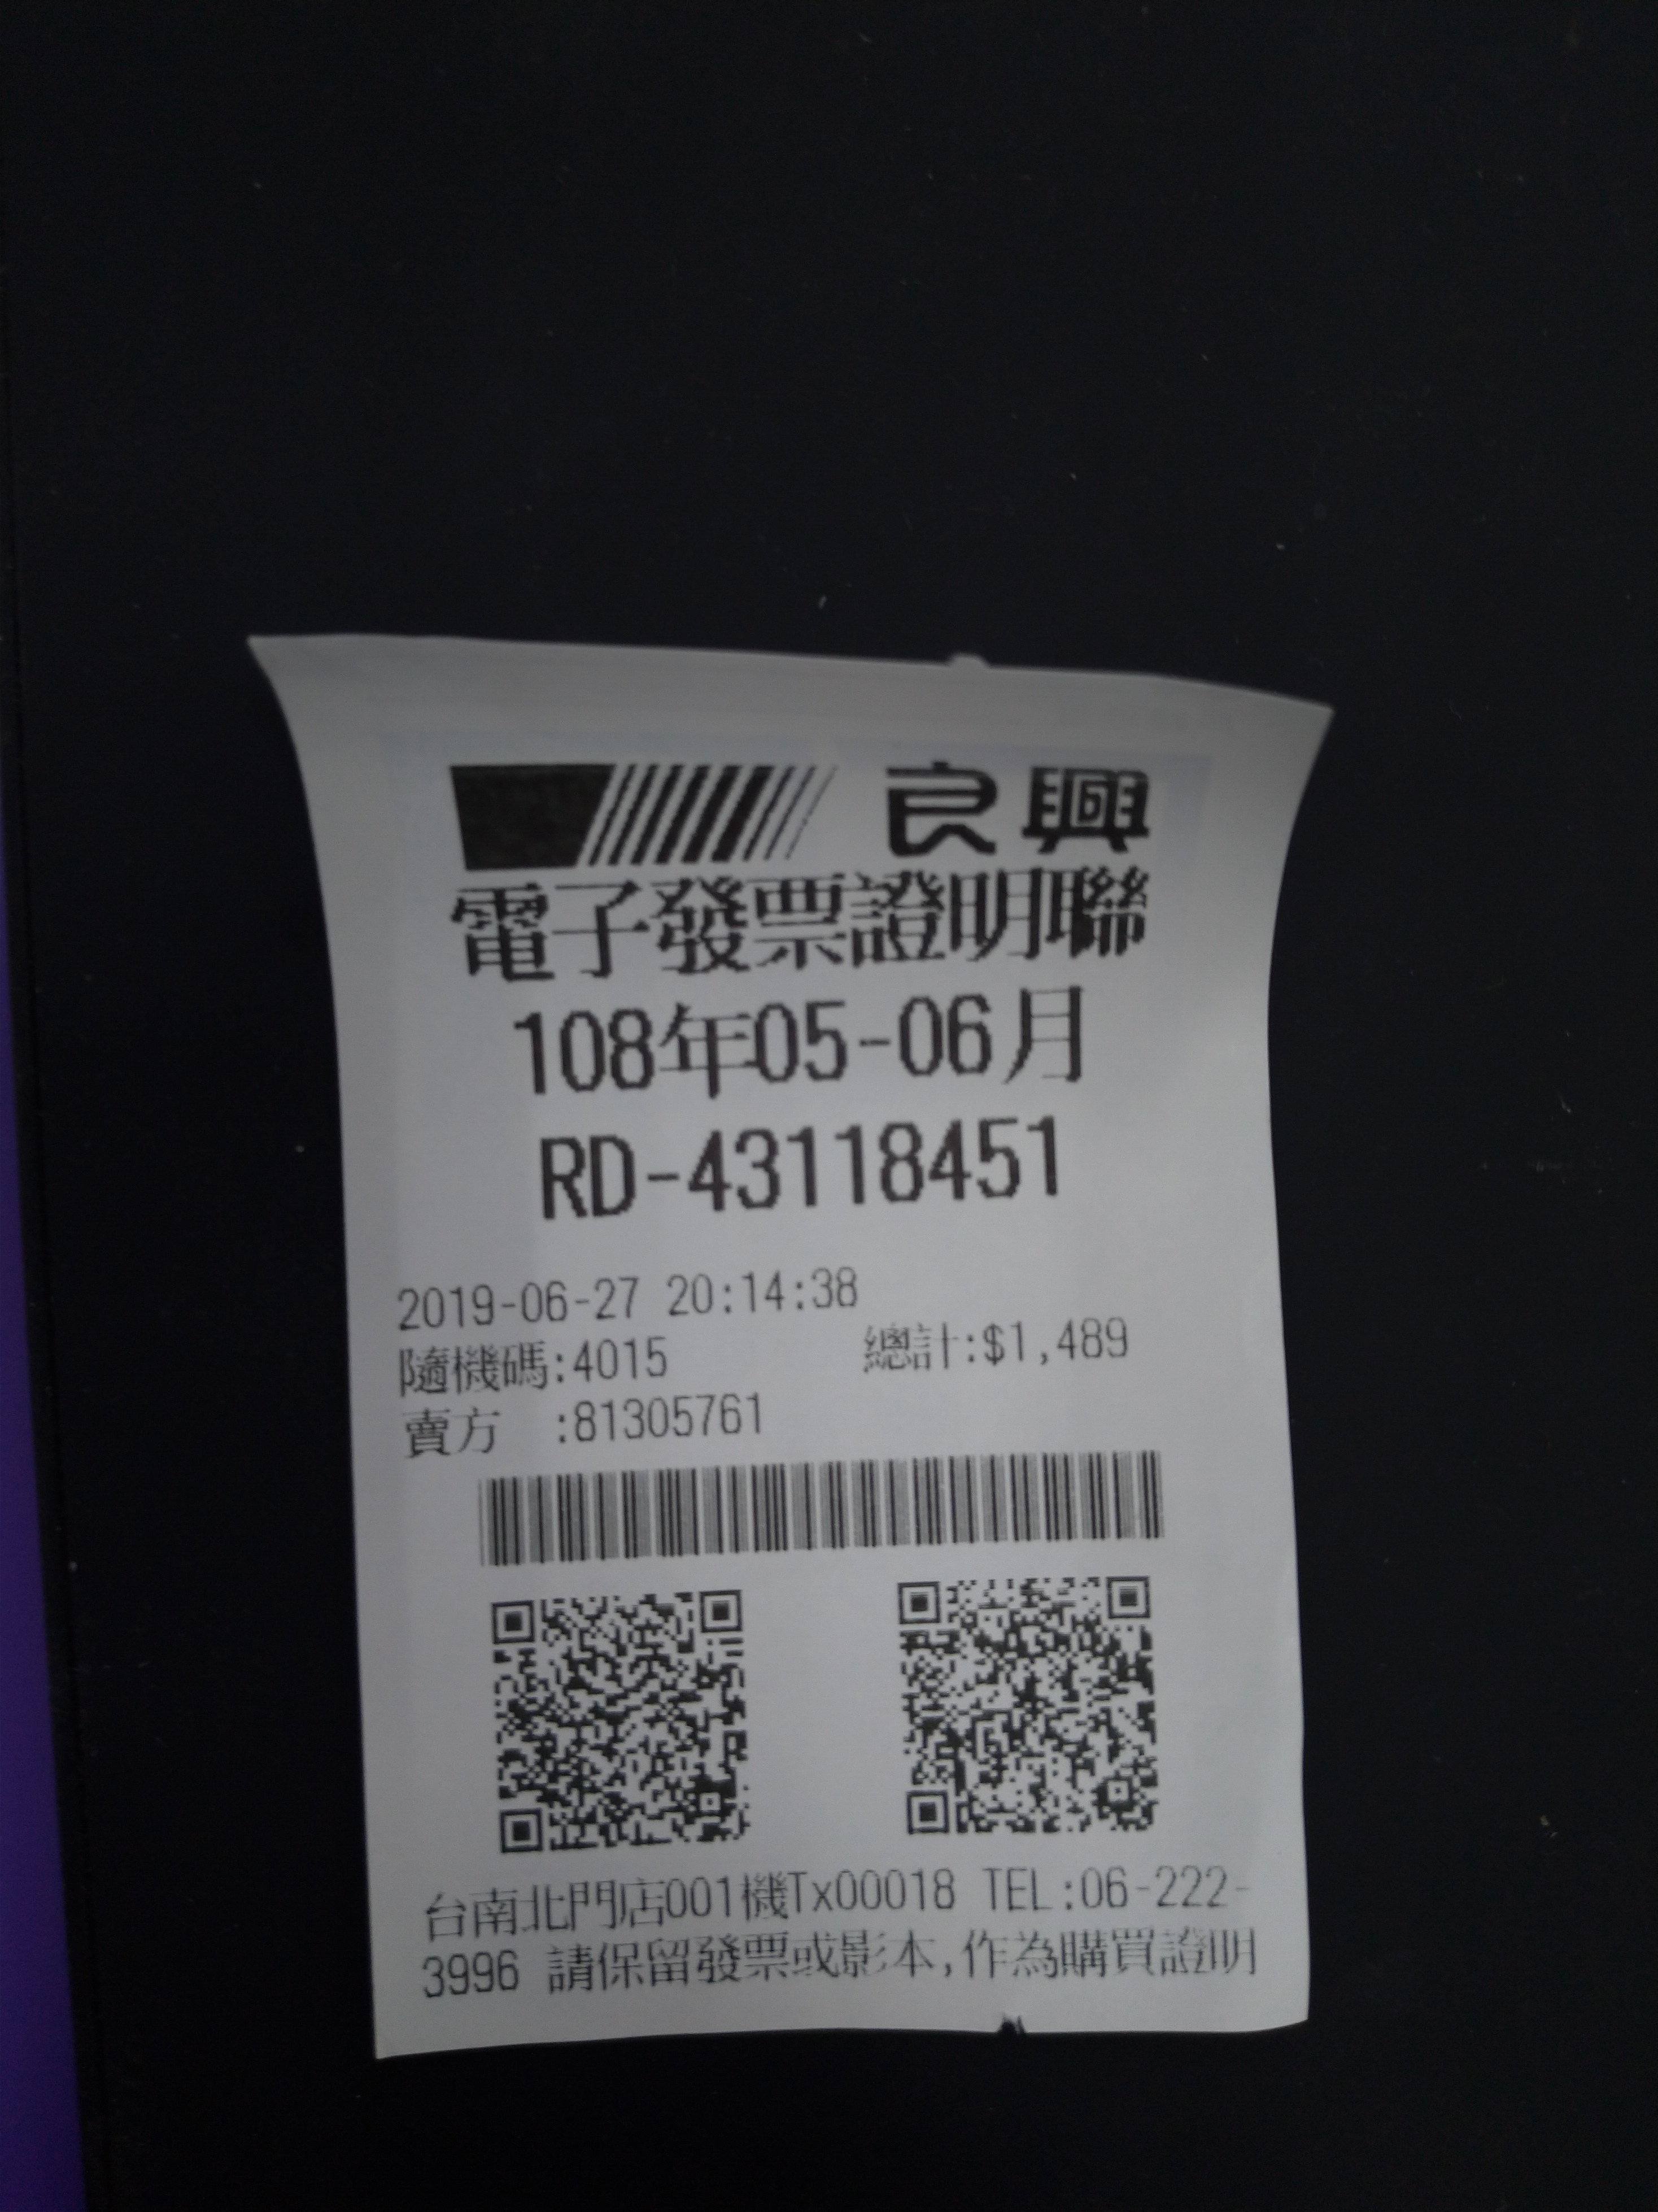 良興
電子發票證明聯
108年05-06月
RD-43118451
2019-06-27 20:14:38
隨機碼:4015 總計:$1,489
賣方 :81305761
台南北門店001機Tx00018 TEL:06-222-
3996 請保留發票或影本,作為購買證明